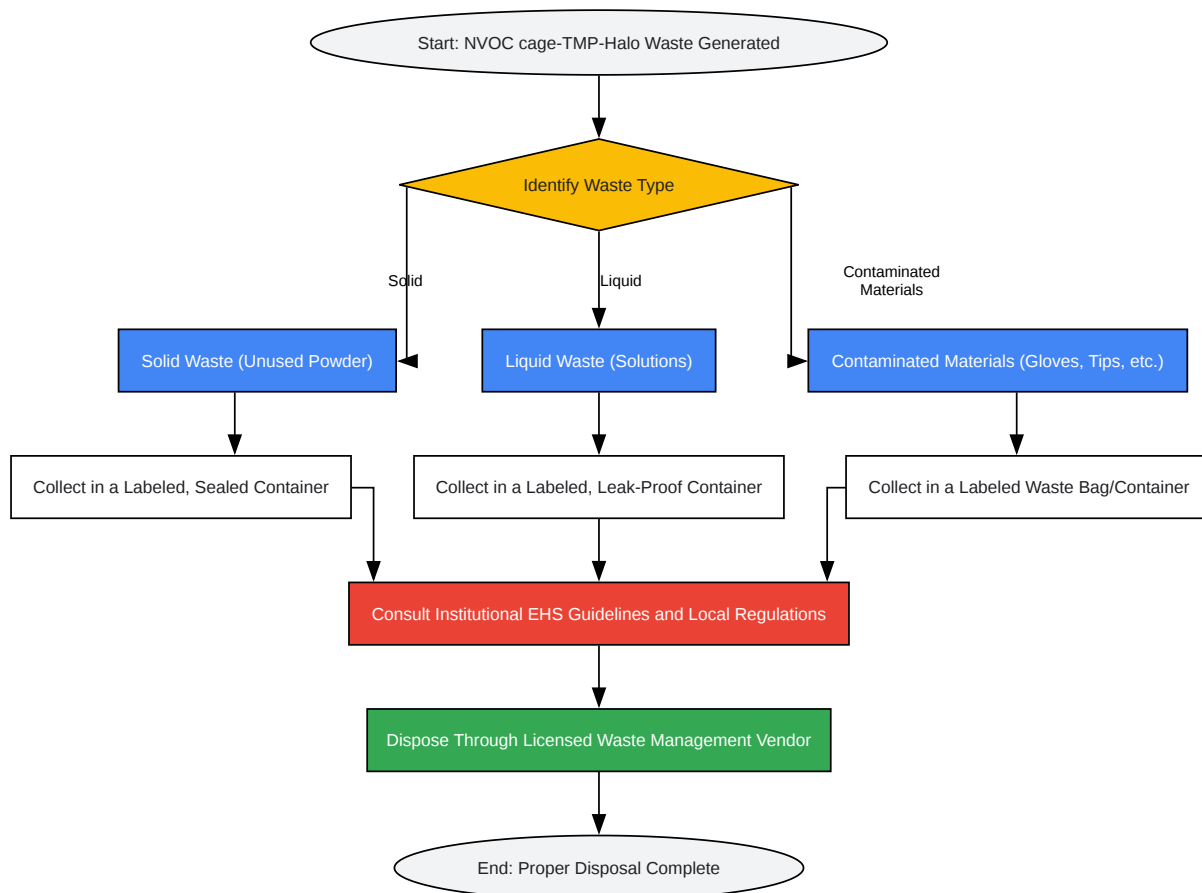 Start: NVOC cage-TMP-Halo Waste Generated
Identify Waste Type
Solid
Liquid
Contaminated
Materials
Solid Waste (Unused Powder)
Liquid Waste (Solutions)
Contaminated Materials (Gloves, Tips, etc.)
Collect in a Labeled, Sealed Container
Collect in a Labeled, Leak-Proof Container
Collect in a Labeled Waste Bag/Container
Consult Institutional EHS Guidelines and Local Regulations
Dispose Through Licensed Waste Management Vendor
End: Proper Disposal Complete